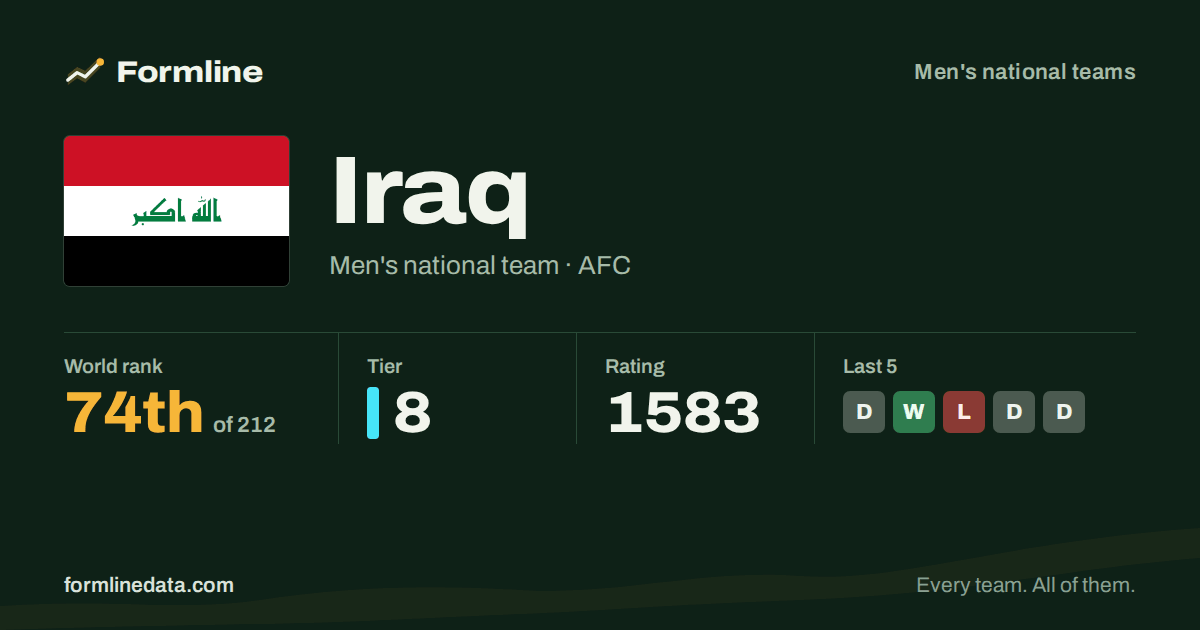 Formline
Men's national teams
الله اكبر
Iraq
Men's national team · AFC
World rank
74th of 212
Tier
8
Rating
1583
Last 5
D W L D D
formlinedata.com
Every team. All of them.